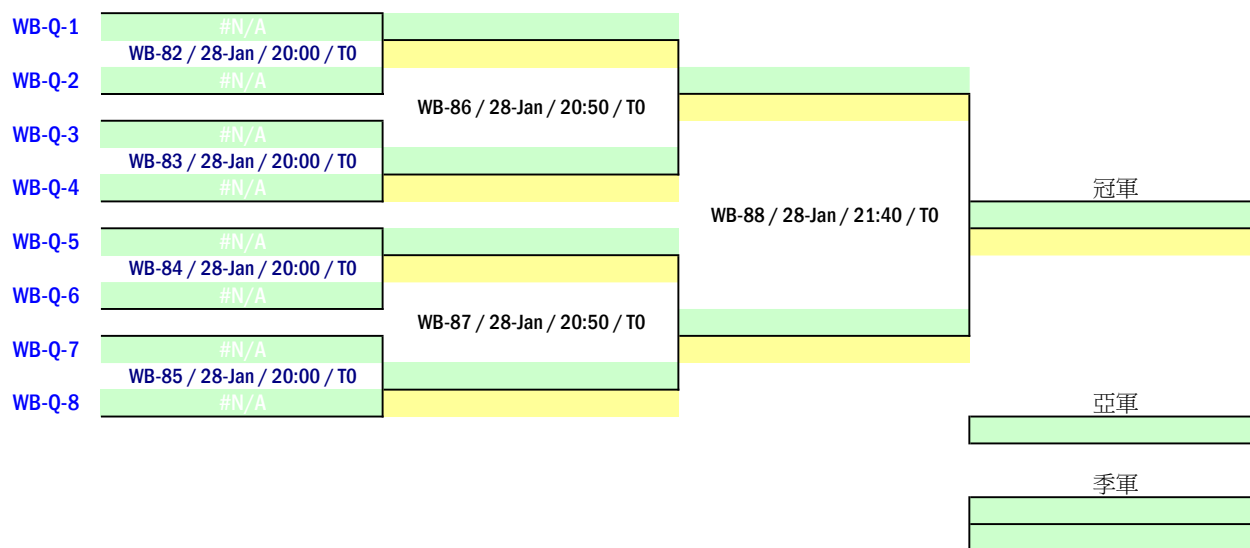 WB-Q-1 #N/A
WB-82 / 28-Jan / 20:00 / T0
WB-Q-2 #N/A
WB-86 / 28-Jan / 20:50 / T0
WB-Q-3 #N/A
WB-83 / 28-Jan / 20:00 / T0
WB-Q-4 #N/A
冠軍
WB-88 / 28-Jan / 21:40 / T0
WB-Q-5 #N/A
WB-84 / 28-Jan / 20:00 / T0
WB-Q-6 #N/A
WB-87 / 28-Jan / 20:50 / T0
WB-Q-7 #N/A
WB-85 / 28-Jan / 20:00 / T0
WB-Q-8 #N/A
亞軍
季軍